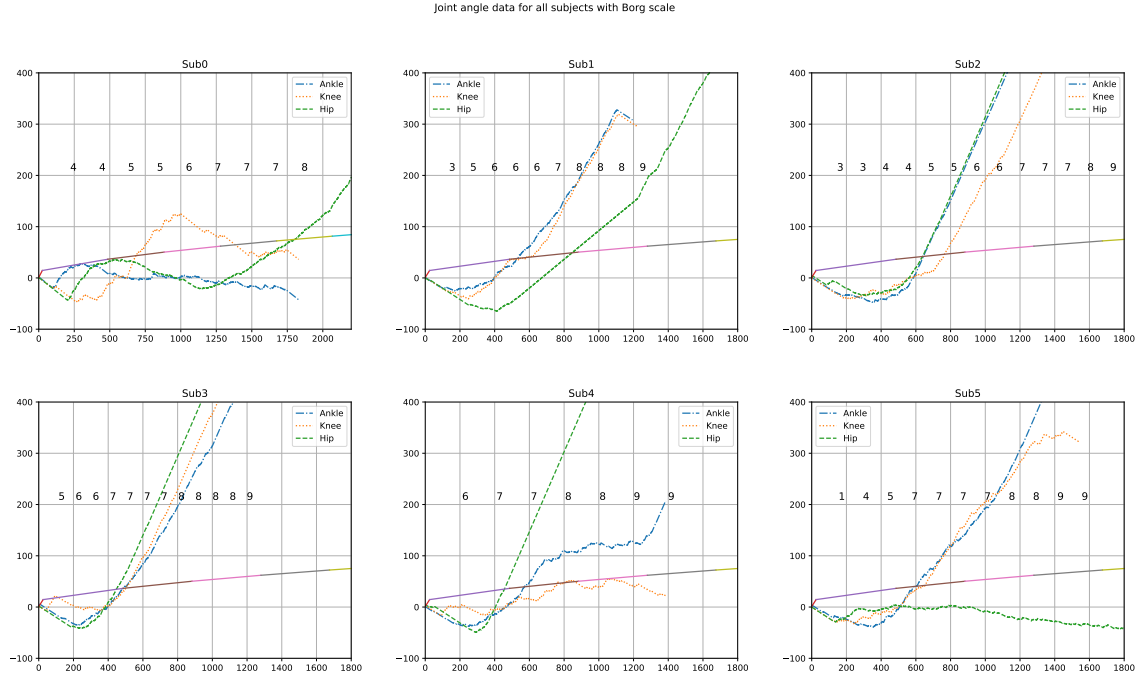 Joint angle data for all subjects with Borg scale
Sub0
400
300
200
100
0
−100
4 4 5 5 6 7 7 7 8
Ankle
Knee
Hip
0 250 500 750 1000 1250 1500 1750 2000
Sub1
400
300
200
100
0
−100
3 5 6 6 6 7 8 8 8 9
Ankle
Knee
Hip
0 200 400 600 800 1000 1200 1400 1600 1800
Sub2
400
300
200
100
0
−100
3 3 4 4 5 5 6 6 7 7 7 8 9
Ankle
Knee
Hip
0 200 400 600 800 1000 1200 1400 1600 1800
Sub3
400
300
200
100
0
−100
5 6 6 7 7 7 7 8 8 8 8 9
Ankle
Knee
Hip
0 200 400 600 800 1000 1200 1400 1600 1800
Sub4
400
300
200
100
0
−100
6 7 7 8 8 9 9
Ankle
Knee
Hip
0 200 400 600 800 1000 1200 1400 1600 1800
Sub5
400
300
200
100
0
−100
1 4 5 7 7 7 7 8 8 9 9
Ankle
Knee
Hip
0 200 400 600 800 1000 1200 1400 1600 1800